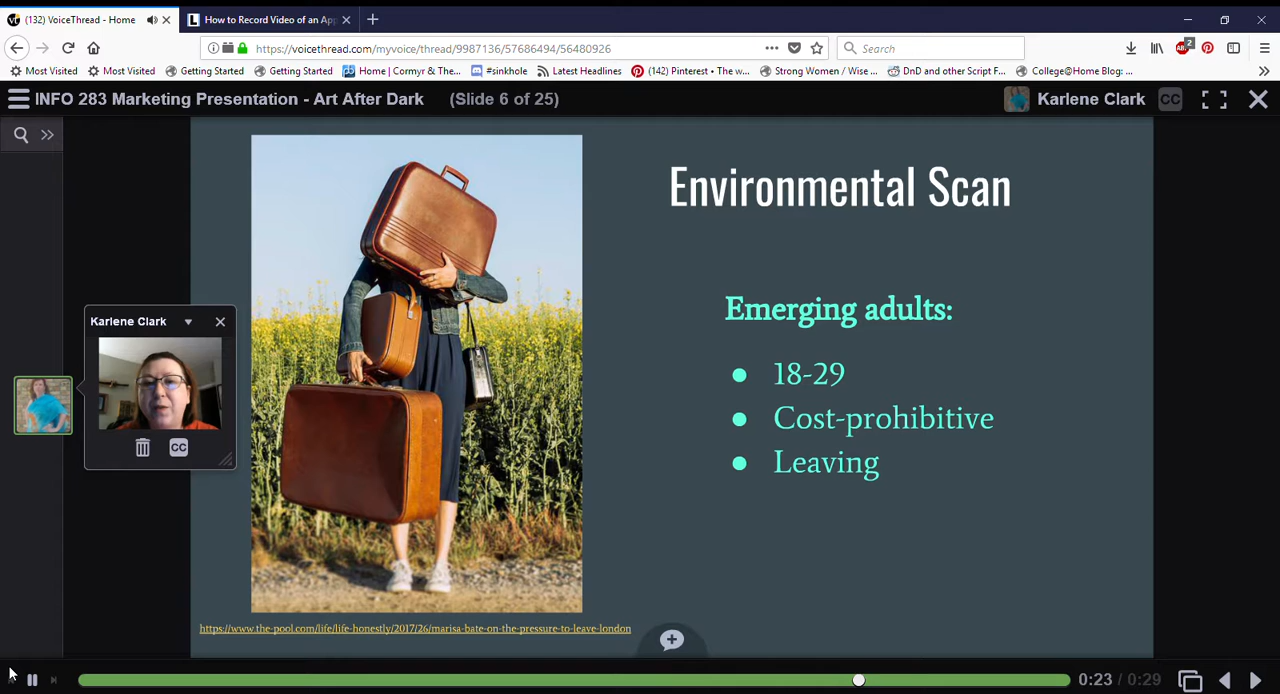 (132) VoiceThread - Home
How to Record Video of an App
https://voicethread.com/myvoice/thread/9987136/57686494/56480926
Search
2
Most Visited
Most Visited
Getting Started
Getting Started
Home | Cormyr & The...
#sinkhole
Latest Headlines
(142) Pinterest • The w...
Strong Women / Wise ...
DnD and other Script F...
College@Home Blog: ...
INFO 283 Marketing Presentation - Art After Dark (Slide 6 of 25)
Karlene Clark
CC
Environmental Scan
Emerging adults:
● 18-29
● Cost-prohibitive
● Leaving
Karlene Clark
CC
https://www.the-pool.com/life/life-honestly/2017/26/marisa-bate-on-the-pressure-to-leave-london
0:23 / 0:29